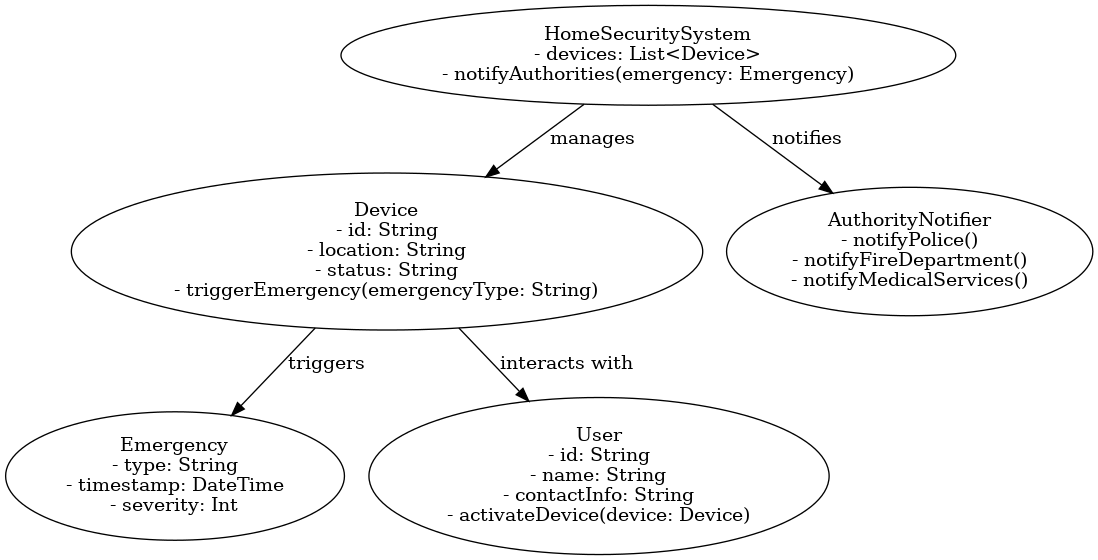 HomeSecuritySystem
- devices: List<Device>
- notifyAuthorities(emergency: Emergency)
manages
notifies
Device
- id: String
- location: String
- status: String
- triggerEmergency(emergencyType: String)
AuthorityNotifier
- notifyPolice()
- notifyFireDepartment()
- notifyMedicalServices()
triggers
interacts with
Emergency
- type: String
- timestamp: DateTime
- severity: Int
User
- id: String
- name: String
- contactInfo: String
- activateDevice(device: Device)